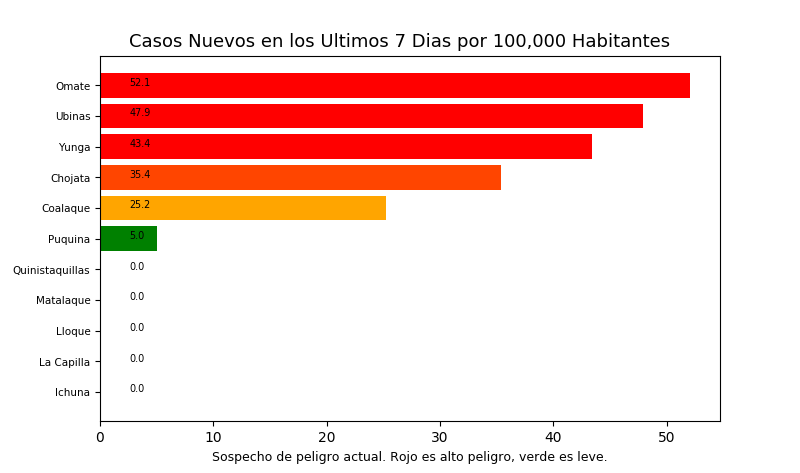 Casos Nuevos en los Ultimos 7 Dias por 100,000 Habitantes
Omate 52.1
Ubinas 47.9
Yunga 43.4
Chojata 35.4
Coalaque 25.2
Puquina 5.0
Quinistaquillas 0.0
Matalaque 0.0
Lloque 0.0
La Capilla 0.0
Ichuna 0.0
0 10 20 30 40 50
Sospecho de peligro actual. Rojo es alto peligro, verde es leve.